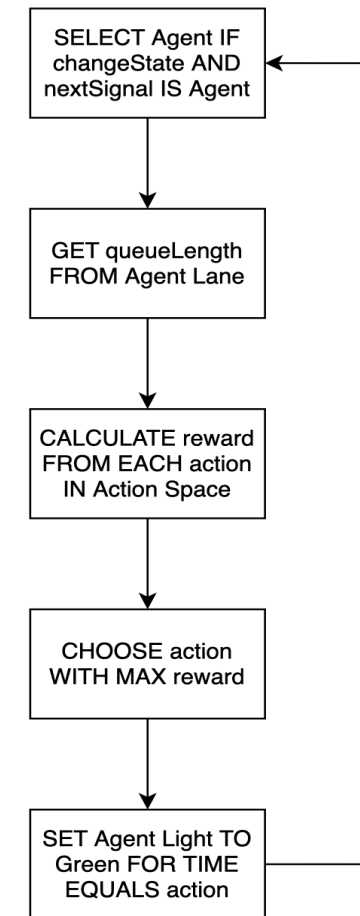 SELECT Agent IF
changeState AND
nextSignal IS Agent
GET queueLength
FROM Agent Lane
CALCULATE reward
FROM EACH action
IN Action Space
CHOOSE action
WITH MAX reward
SET Agent Light TO
Green FOR TIME
EQUALS action